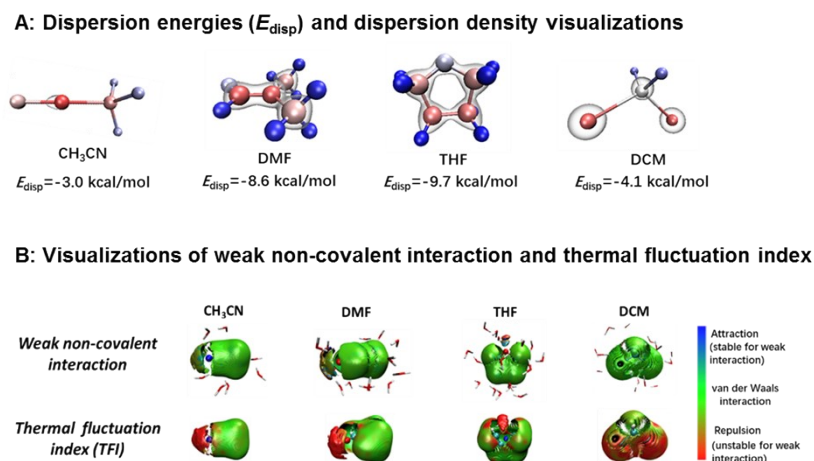 A: Dispersion energies (Edisp) and dispersion density visualizations
CH3CN
DMF
THF
DCM
Edisp=-3.0 kcal/mol
Edisp=-8.6 kcal/mol
Edisp=-9.7 kcal/mol
Edisp=-4.1 kcal/mol
B: Visualizations of weak non-covalent interaction and thermal fluctuation index
CH3CN
DMF
THF
DCM
Weak non-covalent
interaction
Attraction
(stable for weak
interaction)
van der Waals
interaction
Thermal fluctuation
index (TFI)
Repulsion
(unstable for weak
interaction)